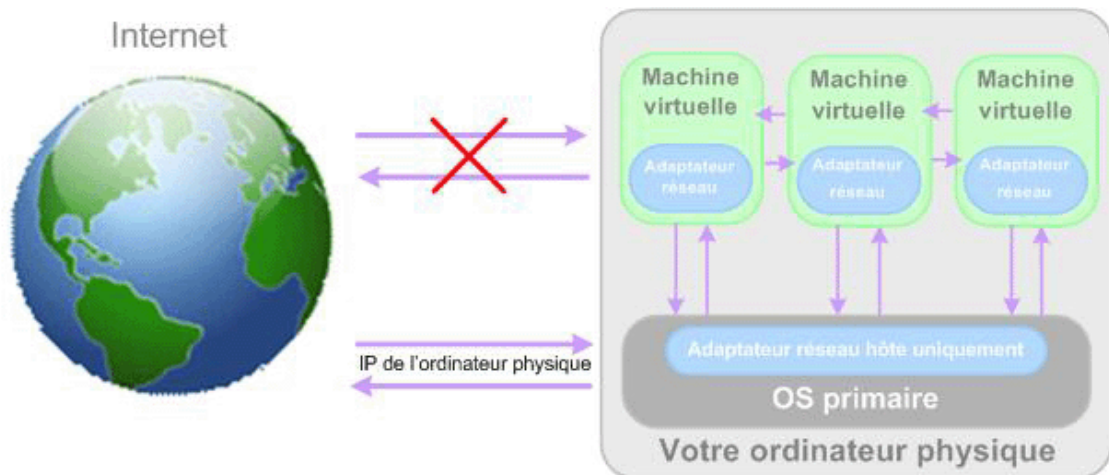 Internet
Machine
virtuelle
Machine
virtuelle
Machine
virtuelle
Adaptateur
réseau
Adaptateur
réseau
Adaptateur
réseau
IP de l'ordinateur physique
Adaptateur réseau hôte uniquement
OS primaire
Votre ordinateur physique